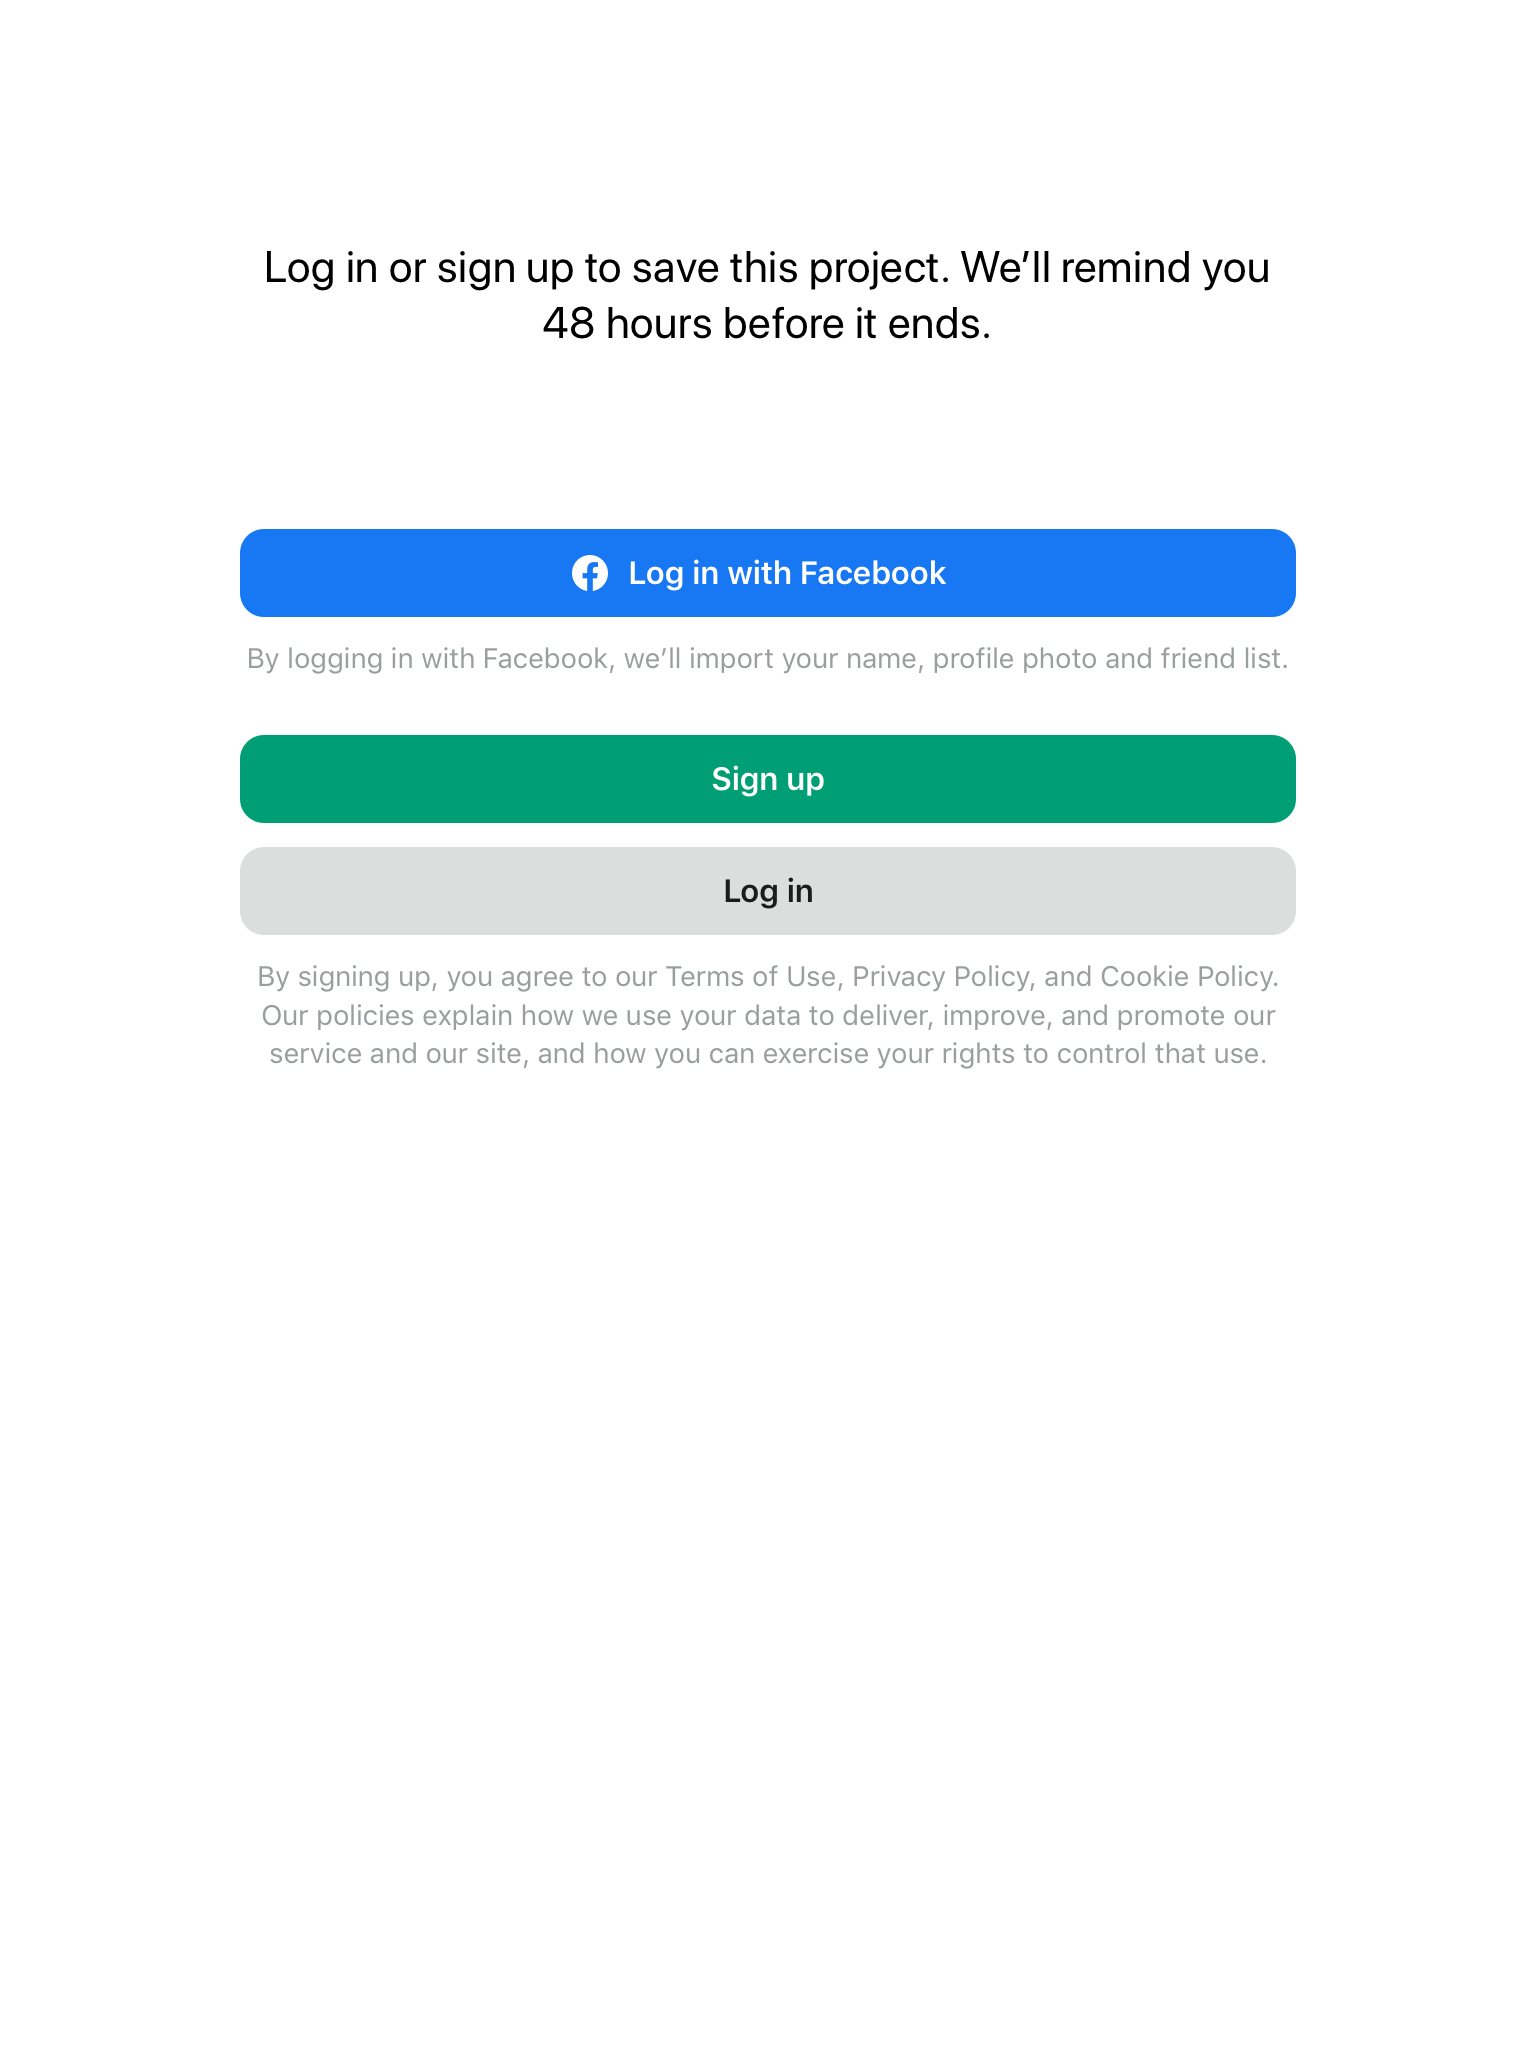 Log in or sign up to save this project. We’ll remind you
48 hours before it ends.
Log in with Facebook
By logging in with Facebook, we’ll import your name, profile photo and friend list.
Sign up
Log in
By signing up, you agree to our Terms of Use, Privacy Policy, and Cookie Policy.
Our policies explain how we use your data to deliver, improve, and promote our
service and our site, and how you can exercise your rights to control that use.